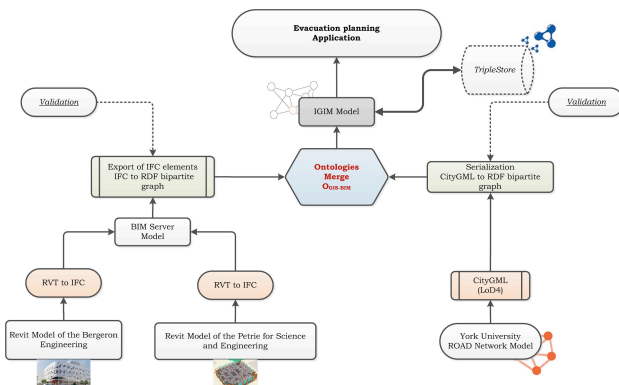 Evacuation planning
Application
TripleStore
Validation
Validation
IGIM Model
Export of IFC elements
IFC to RDF bipartite
graph
Ontologies
Merge
OGIS-BIM
Serialization
CityGML to RDF bipartite
graph
BIM Server
Model
RVT to IFC
RVT to IFC
CityGML
(LoD4)
Revit Model of the Bergeron
Engineering
Revit Model of the Petrie for Science
and Engineering
York University
ROAD Network Model